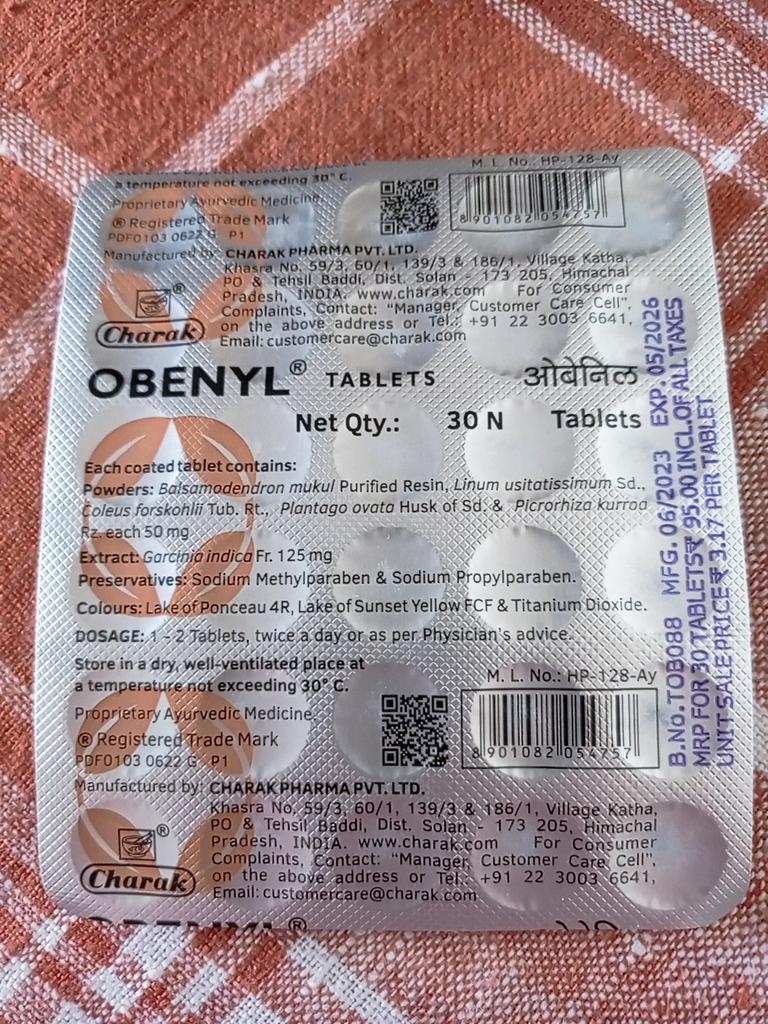 a temperature not exceeding 30° C.
Proprietary Ayurvedic Medicine.
® Registered Trade Mark
PDF0103 0622 G P1
M. L. No.: HP-128-Ay
8 901082 054757
Manufactured by: CHARAK PHARMA PVT. LTD.
Khasra No. 59/3, 60/1, 139/3 & 186/1, Village Katha,
PO & Tehsil Baddi, Dist. Solan - 173 205, Himachal
Pradesh, INDIA. www.charak.com For Consumer
Complaints, Contact: "Manager, Customer Care Cell",
on the above address or Tel.: +91 22 3003 6641,
Email: customercare@charak.com
®
Charak
OBENYL® TABLETS ओबेनिल
Net Qty.: 30 N Tablets
Each coated tablet contains:
Powders: Balsamodendron mukul Purified Resin, Linum usitatissimum Sd.,
Coleus forskohlii Tub. Rt., Plantago ovata Husk of Sd. & Picrorhiza kurroa
Rz. each 50 mg
Extract: Garcinia indica Fr. 125 mg
Preservatives: Sodium Methylparaben & Sodium Propylparaben.
Colours: Lake of Ponceau 4R, Lake of Sunset Yellow FCF & Titanium Dioxide.
DOSAGE: 1 - 2 Tablets, twice a day or as per Physician's advice.
Store in a dry, well-ventilated place at
a temperature not exceeding 30° C.
Proprietary Ayurvedic Medicine.
® Registered Trade Mark
PDF0103 0622 G P1
M. L. No.: HP-128-Ay
8 901082 054757
Manufactured by: CHARAK PHARMA PVT. LTD.
Khasra No. 59/3, 60/1, 139/3 & 186/1, Village Katha,
PO & Tehsil Baddi, Dist. Solan - 173 205, Himachal
Pradesh, INDIA. www.charak.com For Consumer
Complaints, Contact: "Manager, Customer Care Cell",
on the above address or Tel.: +91 22 3003 6641,
Email: customercare@charak.com
®
Charak
OBENYL®
B.No.TOB088 MFG. 06/2023 EXP. 05/2026
MRP FOR 30 TABLETS ₹ 95.00 INCL.OF ALL TAXES
UNIT SALE PRICE ₹ 3.17 PER TABLET